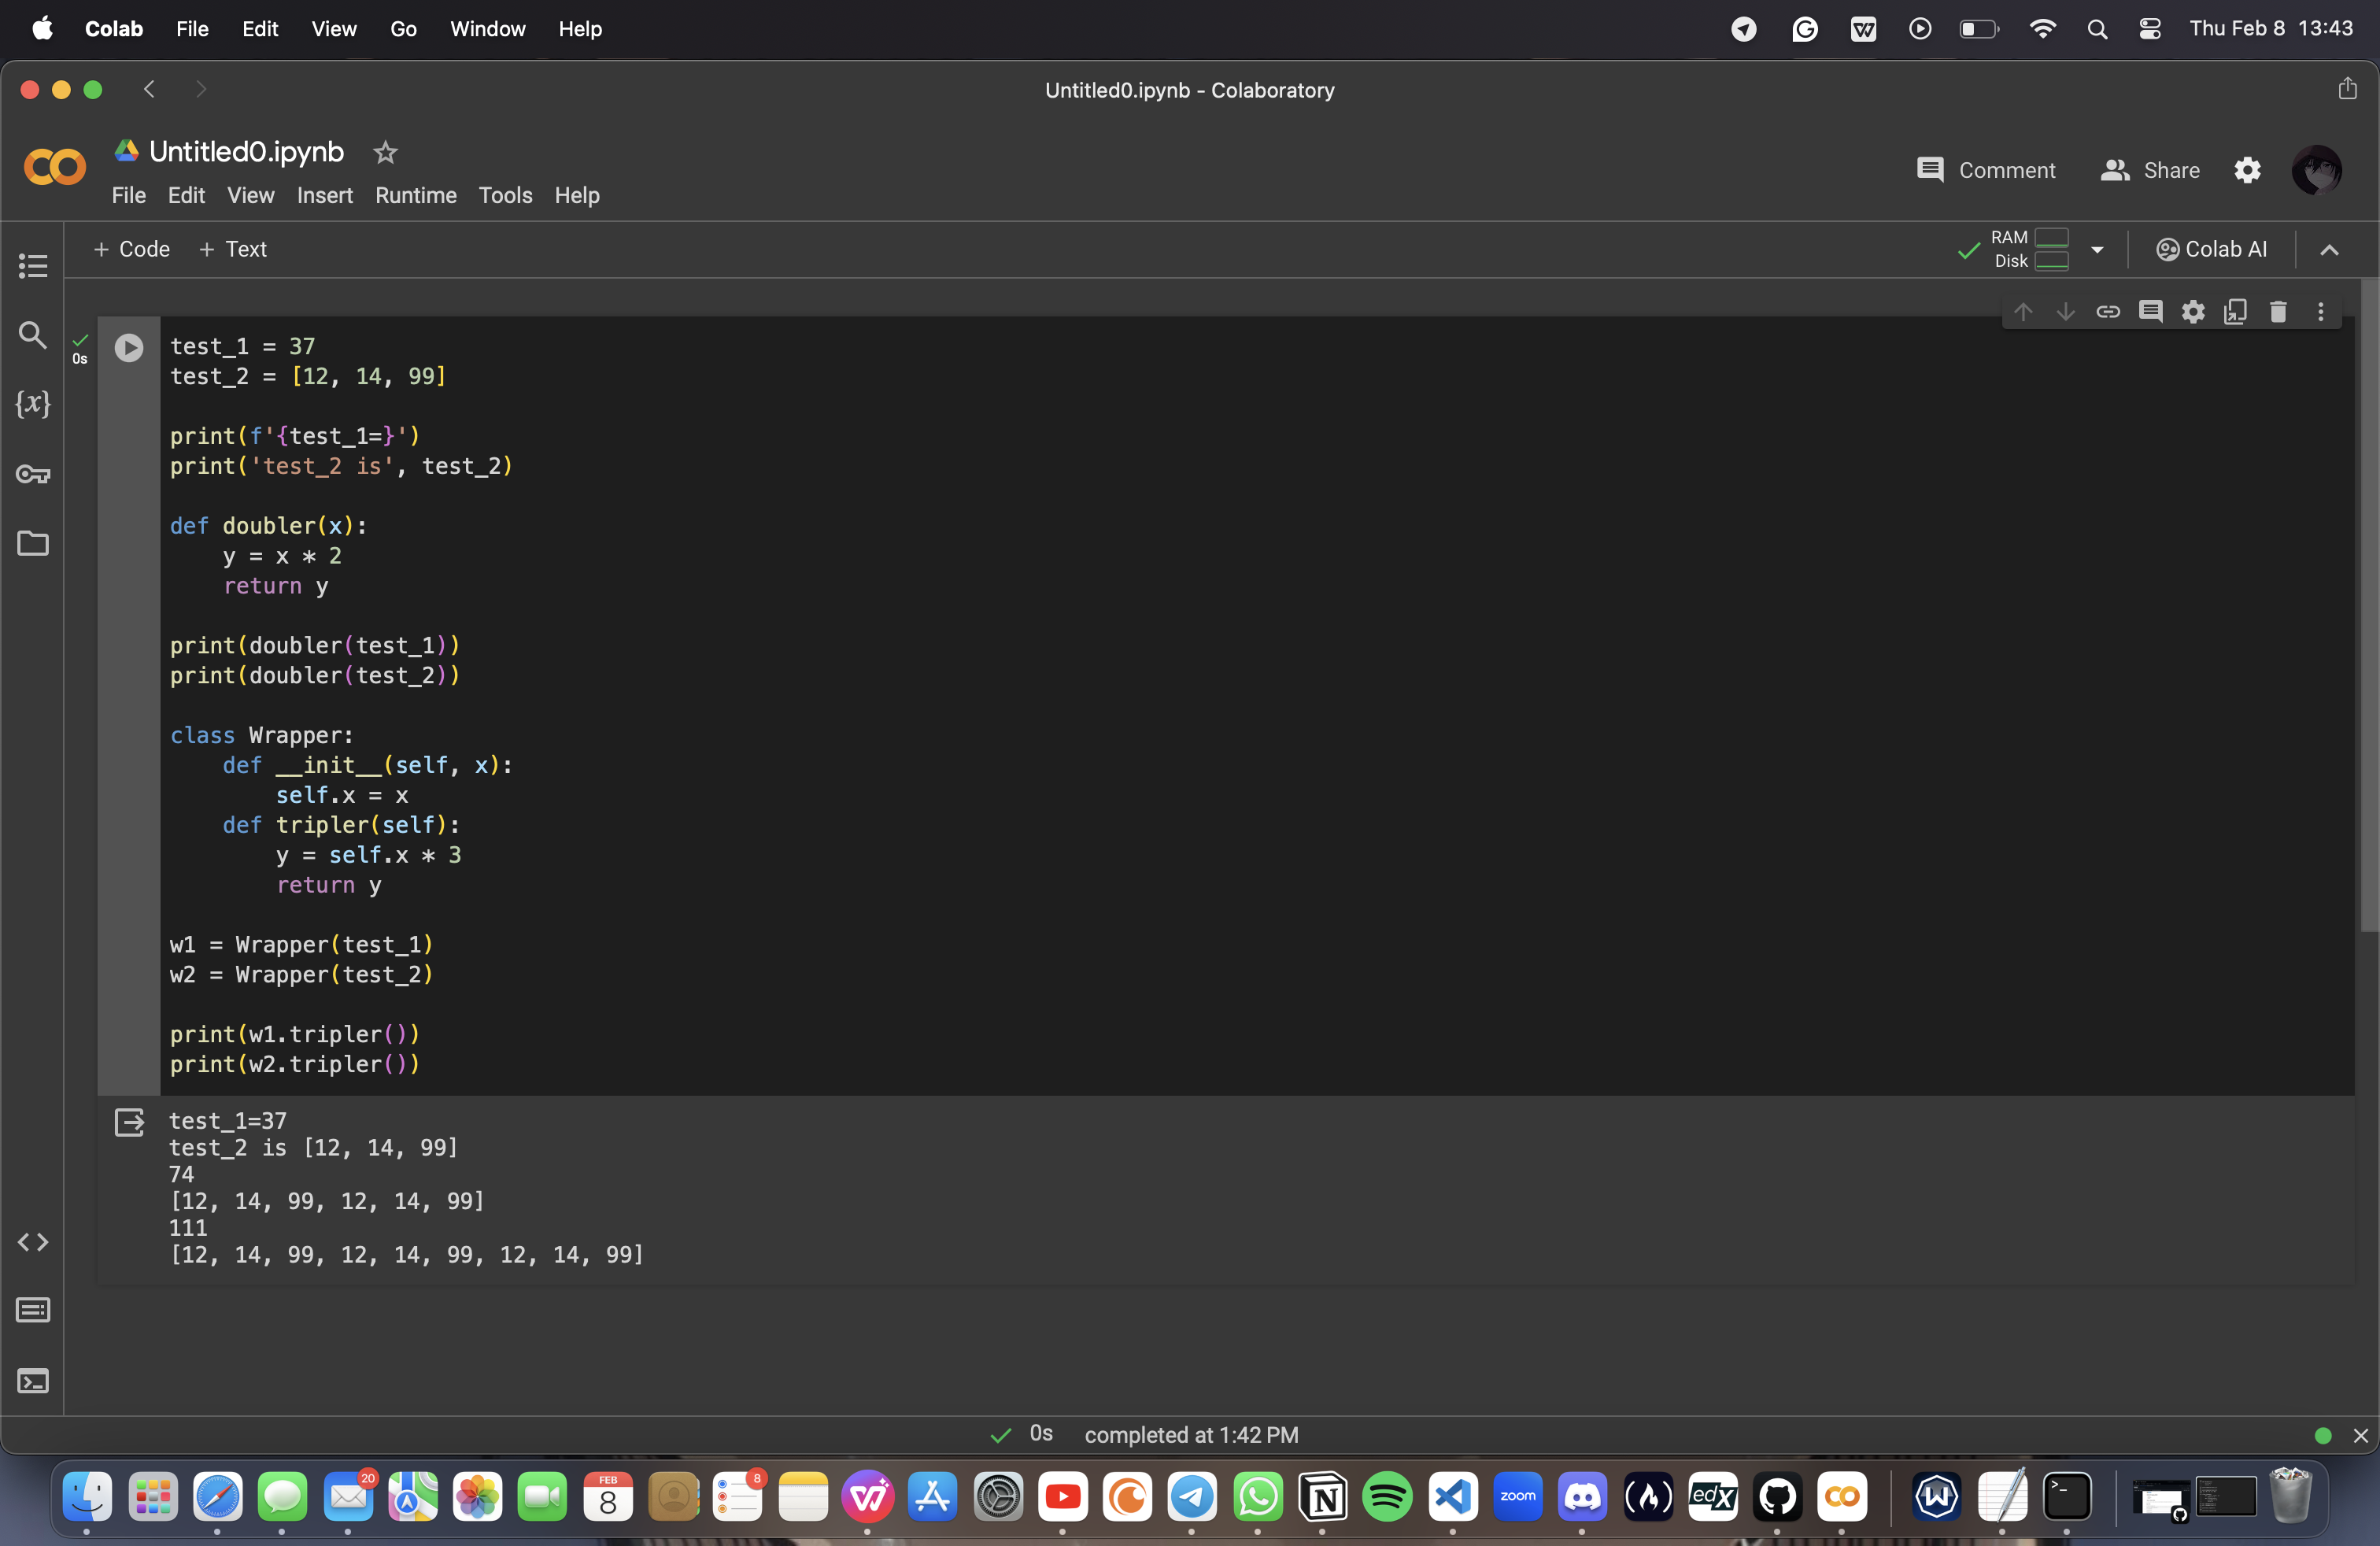 Colab File Edit View Go Window Help Thu Feb 8 13:43
Untitled0.ipynb - Colaboratory
Untitled0.ipynb
Comment Share
File Edit View Insert Runtime Tools Help
+ Code + Text
RAM
Disk
Colab AI
{x}
0s
test_1 = 37
test_2 = [12, 14, 99]
print(f'{test_1=}')
print('test_2 is', test_2)
def doubler(x):
    y = x * 2
    return y
print(doubler(test_1))
print(doubler(test_2))
class Wrapper:
    def __init__(self, x):
        self.x = x
    def tripler(self):
        y = self.x * 3
        return y
w1 = Wrapper(test_1)
w2 = Wrapper(test_2)
print(w1.tripler())
print(w2.tripler())
test_1=37
test_2 is [12, 14, 99]
74
[12, 14, 99, 12, 14, 99]
111
[12, 14, 99, 12, 14, 99, 12, 14, 99]
0s completed at 1:42 PM
20
FEB
8
8
zoom
edX